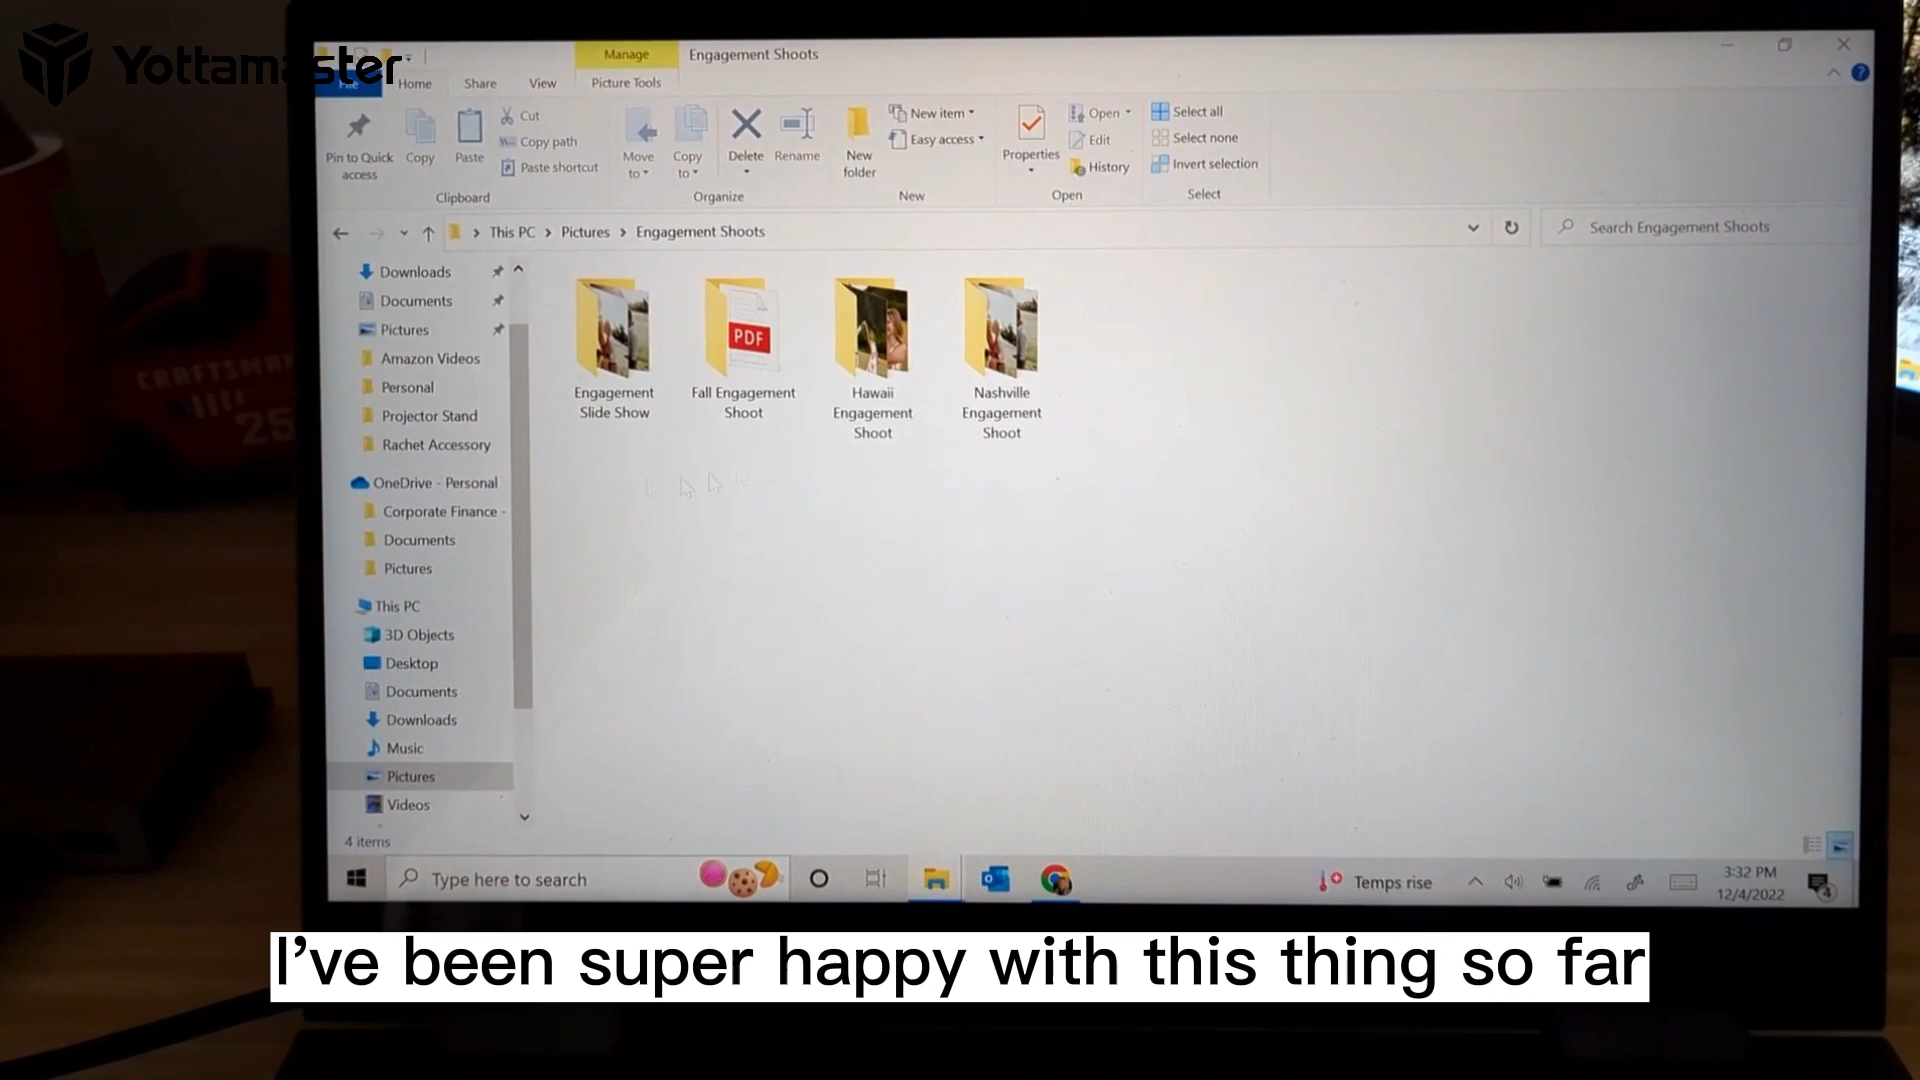 Yottamaster
Manage
Engagement Shoots
File
Home
Share
View
Picture Tools
Pin to Quick
access
Copy
Paste
Cut
Copy path
Paste shortcut
Clipboard
Move
to
Copy
to
Delete
Rename
Organize
New
folder
New item
Easy access
New
Properties
Open
Edit
History
Open
Select all
Select none
Invert selection
Select
This PC > Pictures > Engagement Shoots
Search Engagement Shoots
Downloads
Documents
Pictures
Amazon Videos
Personal
Projector Stand
Rachet Accessory
OneDrive - Personal
Corporate Finance -
Documents
Pictures
This PC
3D Objects
Desktop
Documents
Downloads
Music
Pictures
Videos
4 items
Engagement
Slide Show
PDF
Fall Engagement
Shoot
Hawaii
Engagement
Shoot
Nashville
Engagement
Shoot
CRAFTSMAN
25
Type here to search
Temps rise
3:32 PM
12/4/2022
4
I've been super happy with this thing so far